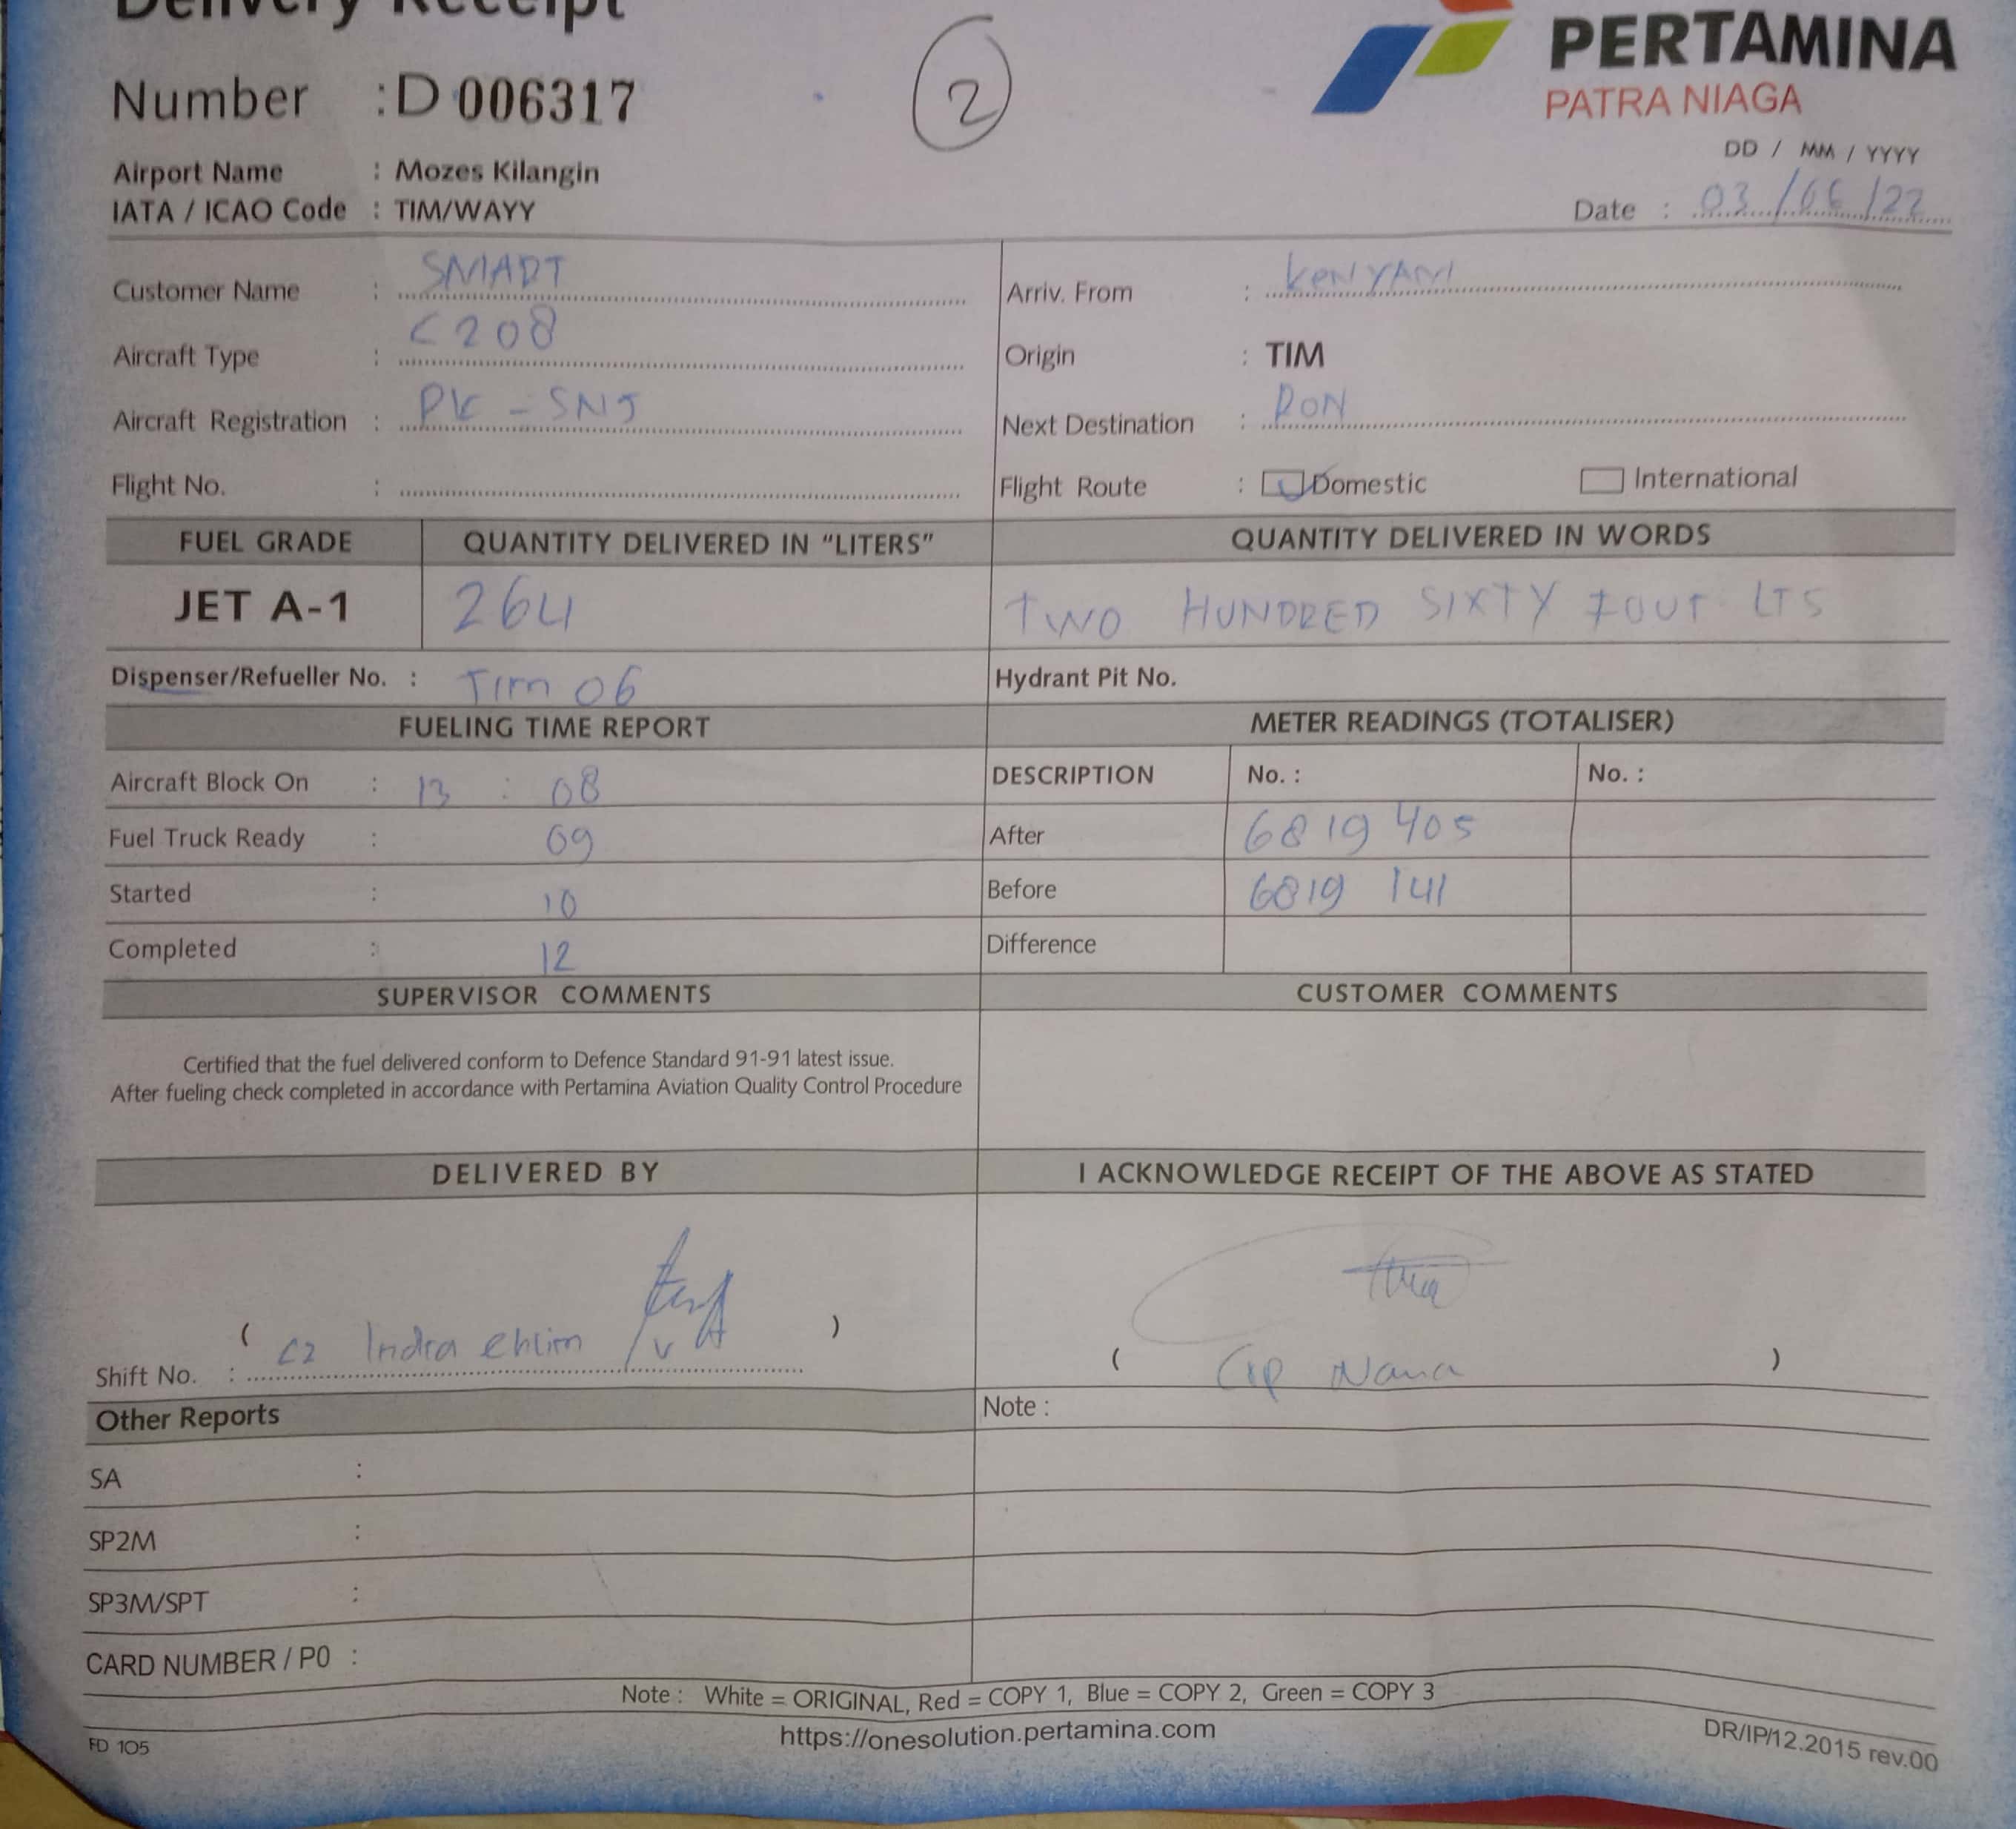 Delivery Receipt
2
PERTAMINA
PATRA NIAGA
Number : D 006317
DD / MM / YYYY
Airport Name : Mozes Kilangin
IATA / ICAO Code : TIM/WAYY
Date : 03/06/22
Customer Name : SMART
Arriv. From : KENYAM
Aircraft Type : C208
Origin : TIM
Aircraft Registration : PK - SNJ
Next Destination : RON
Flight No. :
Flight Route : Domestic International
FUEL GRADE QUANTITY DELIVERED IN "LITERS" QUANTITY DELIVERED IN WORDS
JET A-1 264 TWO HUNDRED SIXTY FOUR LTS
Dispenser/Refueller No. : Tim 06 Hydrant Pit No.
FUELING TIME REPORT METER READINGS (TOTALISER)
Aircraft Block On : 13 : 08 DESCRIPTION No. : No. :
Fuel Truck Ready : 09 After 6819 405
Started : 10 Before 6819 141
Completed : 12 Difference
SUPERVISOR COMMENTS CUSTOMER COMMENTS
Certified that the fuel delivered conform to Defence Standard 91-91 latest issue.
After fueling check completed in accordance with Pertamina Aviation Quality Control Procedure
DELIVERED BY I ACKNOWLEDGE RECEIPT OF THE ABOVE AS STATED
( Indra )
Shift No. :
( Nana )
Other Reports Note :
SA :
SP2M :
SP3M/SPT :
CARD NUMBER / P0 :
Note : White = ORIGINAL, Red = COPY 1, Blue = COPY 2, Green = COPY 3
https://onesolution.pertamina.com
FD 105
DR/IP/12.2015 rev.00